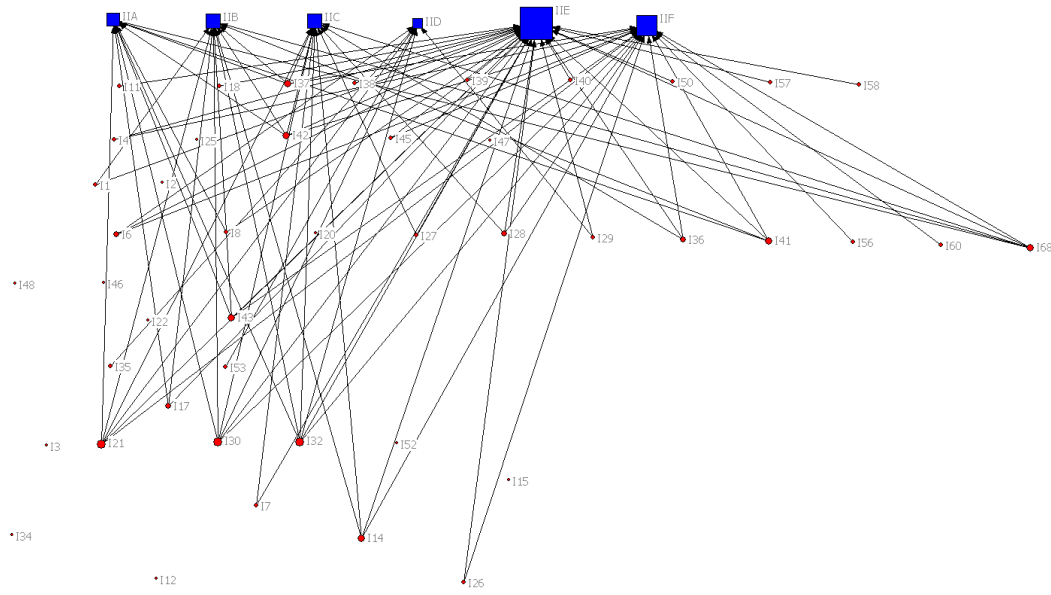 IIA IIB IIC IID IIE IIF
I11 I18 I37 I38 I39 I40 I50 I57 I58
I4 I25 I42 I45 I47
I1 I2
I6 I8 I20 I27 I28 I29 I36 I41 I56 I60 I68
I48 I46
I22 I43
I35 I53
I17
I3 I21 I30 I32 I52
I15
I7
I34 I14
I12 I26